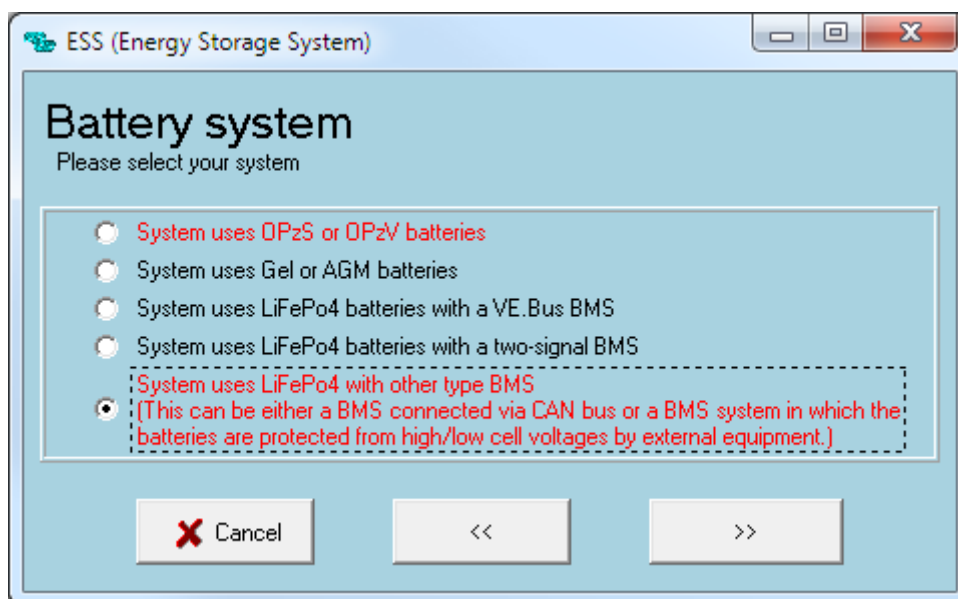 ESS (Energy Storage System)
Battery system
Please select your system
System uses OPzS or OPzV batteries
System uses Gel or AGM batteries
System uses LiFePo4 batteries with a VE.Bus BMS
System uses LiFePo4 batteries with a two-signal BMS
System uses LiFePo4 with other type BMS
(This can be either a BMS connected via CAN bus or a BMS system in which the
batteries are protected from high/low cell voltages by external equipment.)
Cancel
<<
>>